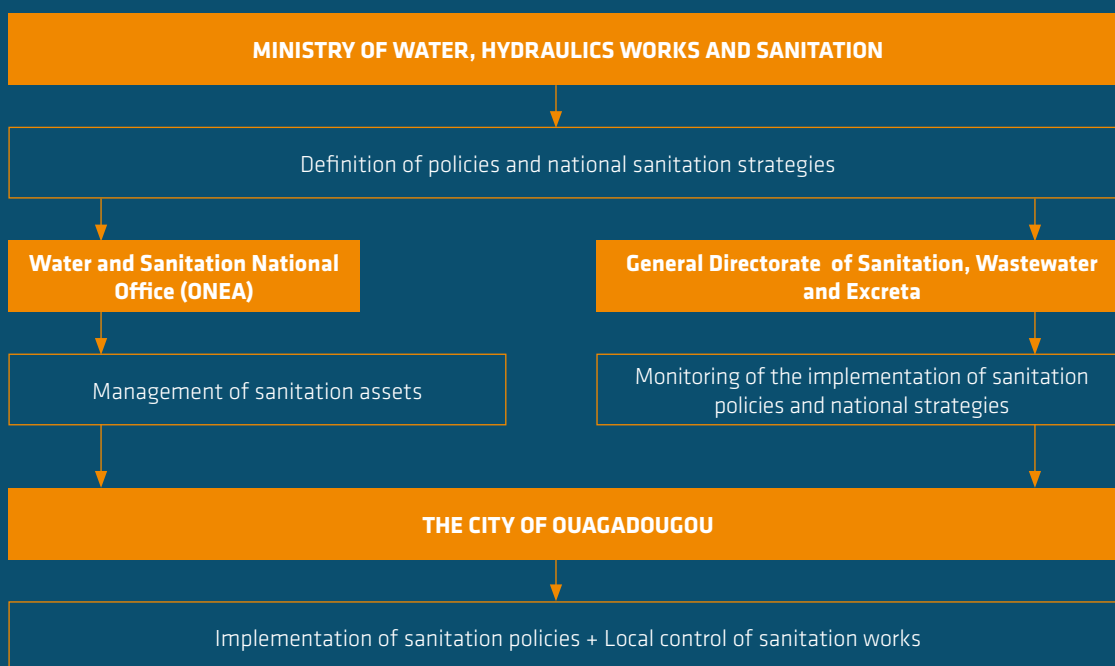 MINISTRY OF WATER, HYDRAULICS WORKS AND SANITATION
Definition of policies and national sanitation strategies
Water and Sanitation National
Office (ONEA)
General Directorate of Sanitation, Wastewater
and Excreta
Management of sanitation assets
Monitoring of the implementation of sanitation
policies and national strategies
THE CITY OF OUAGADOUGOU
Implementation of sanitation policies + Local control of sanitation works